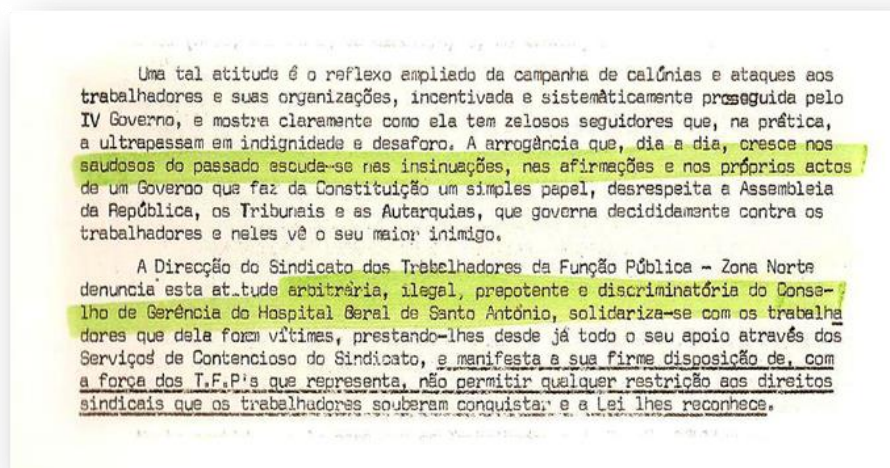 Uma tal atitude é o reflexo ampliado da campanha de calúnias e ataques aos
trabalhadores e suas organizações, incentivada e sistemàticamente prosseguida pelo
IV Governo, e mostra claramente como ela tem zelosos seguidores que, na prática,
a ultrapassam em indignidade e desaforo. A arrogância que, dia a dia, cresce nos
saudosos do passado escuda-se nas insinuações, nas afirmações e nos próprios actos
de um Governo que faz da Constituição um simples papel, desrespeita a Assembleia
da República, os Tribunais e as Autarquias, que governa decididamente contra os
trabalhadores e neles vê o seu maior inimigo.
A Direcção do Sindicato dos Trabalhadores da Função Pública - Zona Norte
denuncia esta at_tude arbitrária, ilegal, prepotente e discriminatória do Conse-
lho de Gerência do Hospital Geral de Santo António, solidariza-se com os trabalha
dores que dela foram vítimas, prestando-lhes desde já todo o seu apoio através dos
Serviços de Contencioso do Sindicato, e manifesta a sua firme disposição de, com
a força dos T.F.P's que representa, não permitir qualquer restrição aos direitos
sindicais que os trabalhadores souberam conquistar e a Lei lhes reconhece.